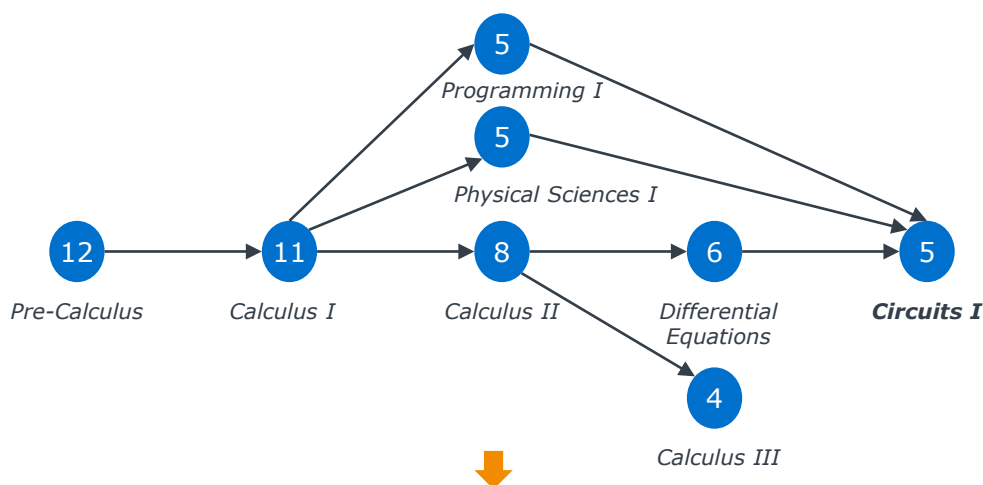 5
Programming I
5
Physical Sciences I
12
11
8
6
5
Pre-Calculus
Calculus I
Calculus II
Differential
Equations
Circuits I
4
Calculus III